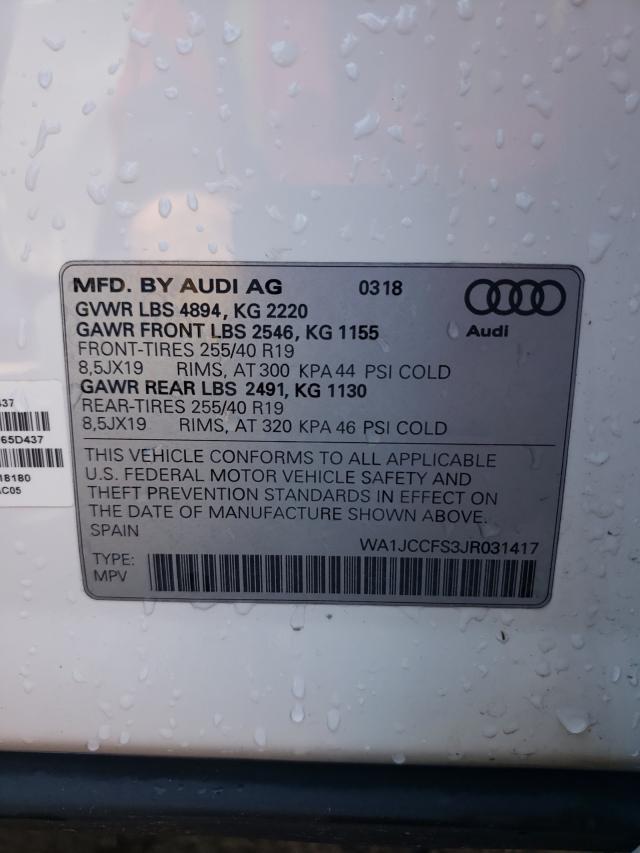 MFD. BY AUDI AG 0318
GVWR LBS 4894, KG 2220
GAWR FRONT LBS 2546, KG 1155
Audi
FRONT-TIRES 255/40 R19
8,5JX19 RIMS, AT 300 KPA 44 PSI COLD
GAWR REAR LBS 2491, KG 1130
REAR-TIRES 255/40 R19
8,5JX19 RIMS, AT 320 KPA 46 PSI COLD
THIS VEHICLE CONFORMS TO ALL APPLICABLE
U.S. FEDERAL MOTOR VEHICLE SAFETY AND
THEFT PREVENTION STANDARDS IN EFFECT ON
THE DATE OF MANUFACTURE SHOWN ABOVE.
SPAIN
WA1JCCFS3JR031417
TYPE:
MPV
437
65D437
18180
AC05